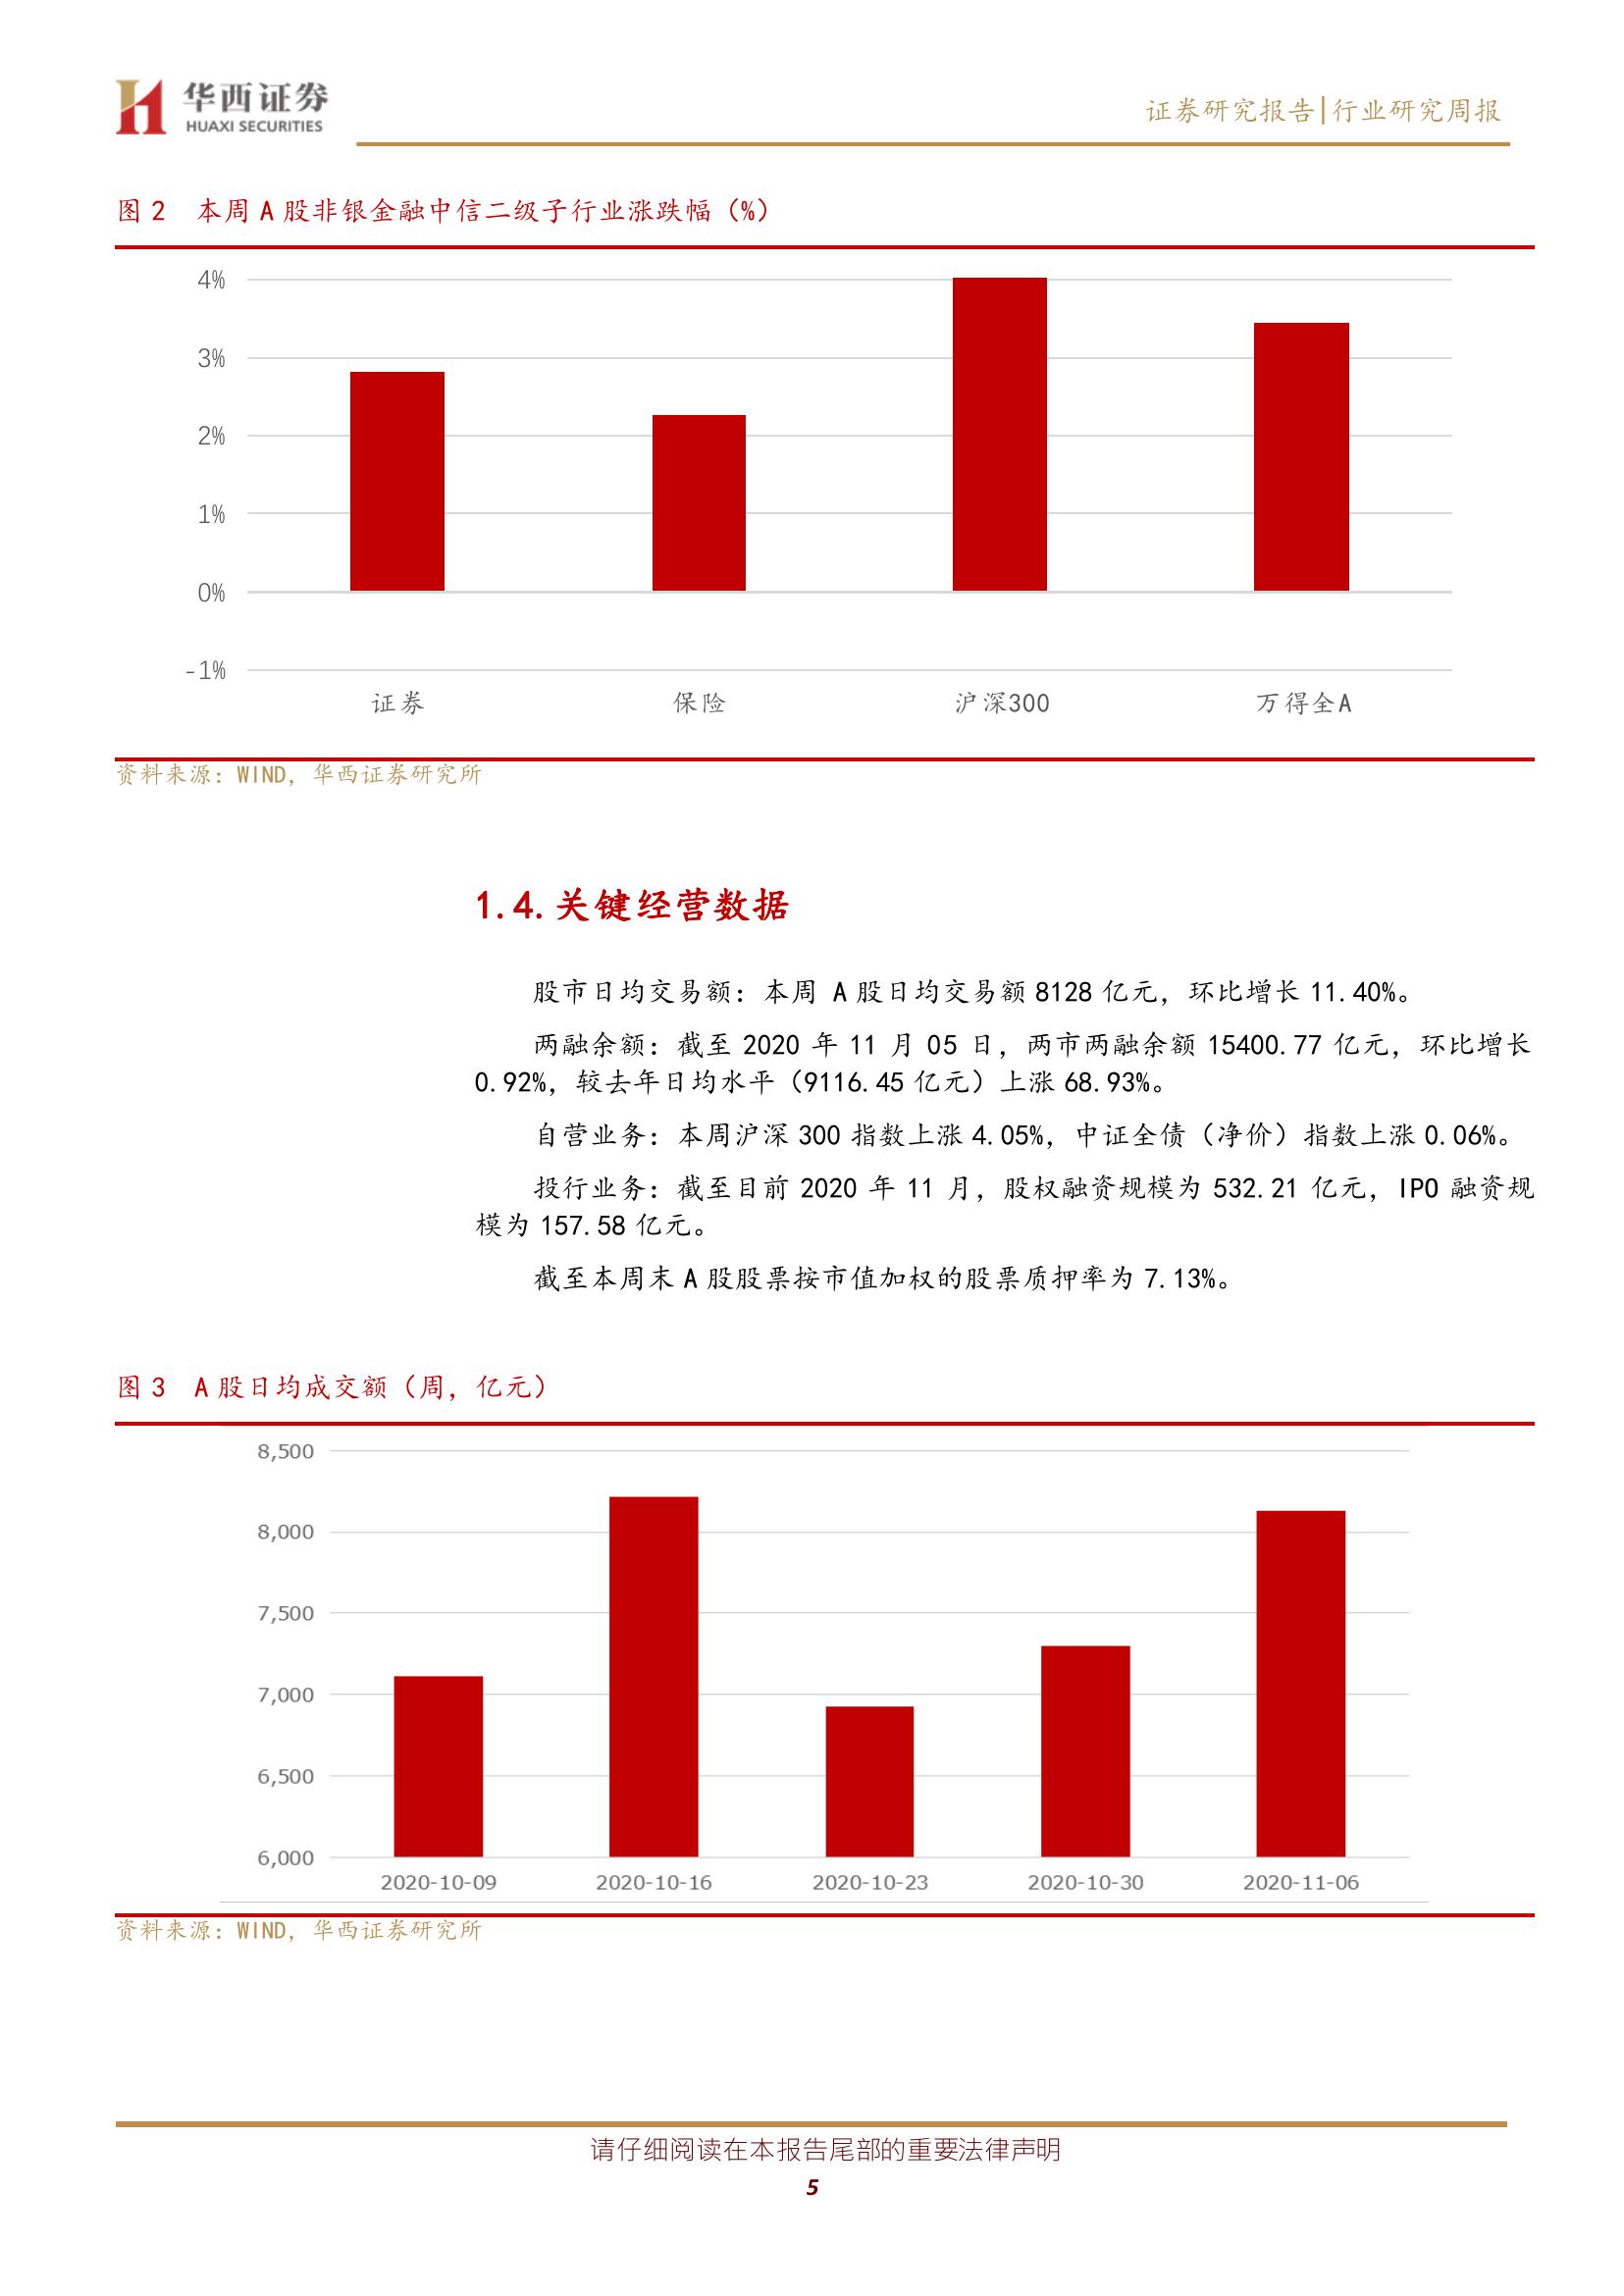 华西证券
HUAXI SECURITIES
证券研究报告|行业研究周报
图 2 本周 A 股非银金融中信二级子行业涨跌幅（%）
4%
3%
2%
1%
0%
-1%
证券 保险 沪深300 万得全A
资料来源：WIND，华西证券研究所
1.4.关键经营数据
股市日均交易额：本周 A 股日均交易额 8128 亿元，环比增长 11.40%。
两融余额：截至 2020 年 11 月 05 日，两市两融余额 15400.77 亿元，环比增长
0.92%，较去年日均水平（9116.45 亿元）上涨 68.93%。
自营业务：本周沪深 300 指数上涨 4.05%，中证全债（净价）指数上涨 0.06%。
投行业务：截至目前 2020 年 11 月，股权融资规模为 532.21 亿元，IPO 融资规
模为 157.58 亿元。
截至本周末 A 股股票按市值加权的股票质押率为 7.13%。
图 3 A 股日均成交额（周，亿元）
8,500
8,000
7,500
7,000
6,500
6,000
2020-10-09 2020-10-16 2020-10-23 2020-10-30 2020-11-06
资料来源：WIND，华西证券研究所
请仔细阅读在本报告尾部的重要法律声明
5